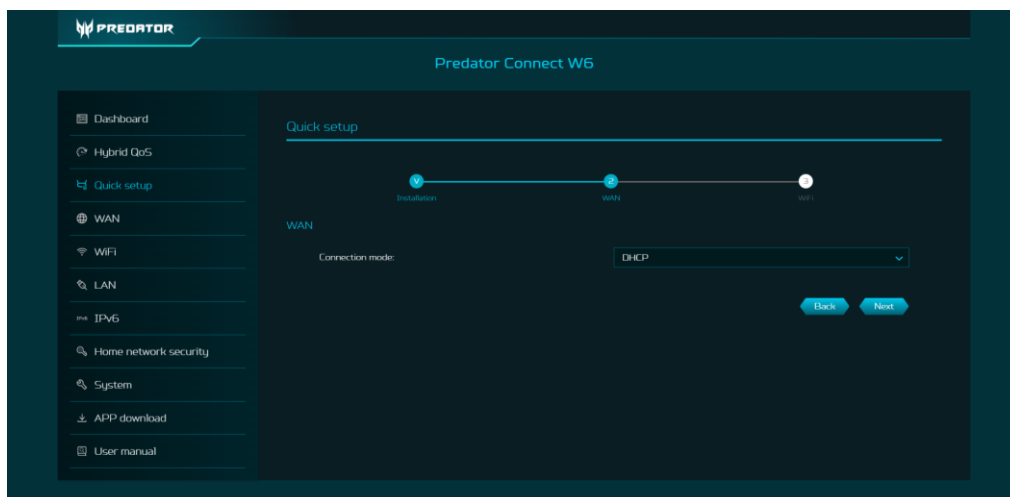 PREDATOR
Predator Connect W6
Dashboard
Hybrid QoS
Quick setup
WAN
WiFi
LAN
IPv6 IPv6
Home network security
System
APP download
User manual
Quick setup
V 2 3
Installation WAN WiFi
WAN
Connection mode: DHCP
Back Next